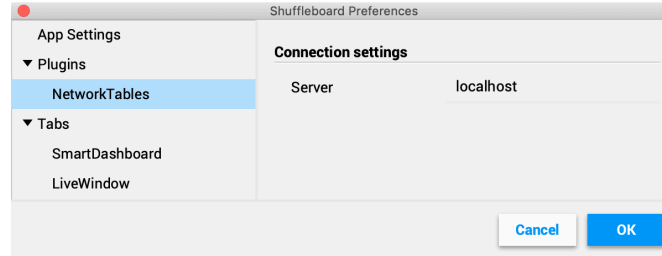 Shuffleboard Preferences
App Settings
Plugins
NetworkTables
Tabs
SmartDashboard
LiveWindow
Connection settings
Server localhost
Cancel OK